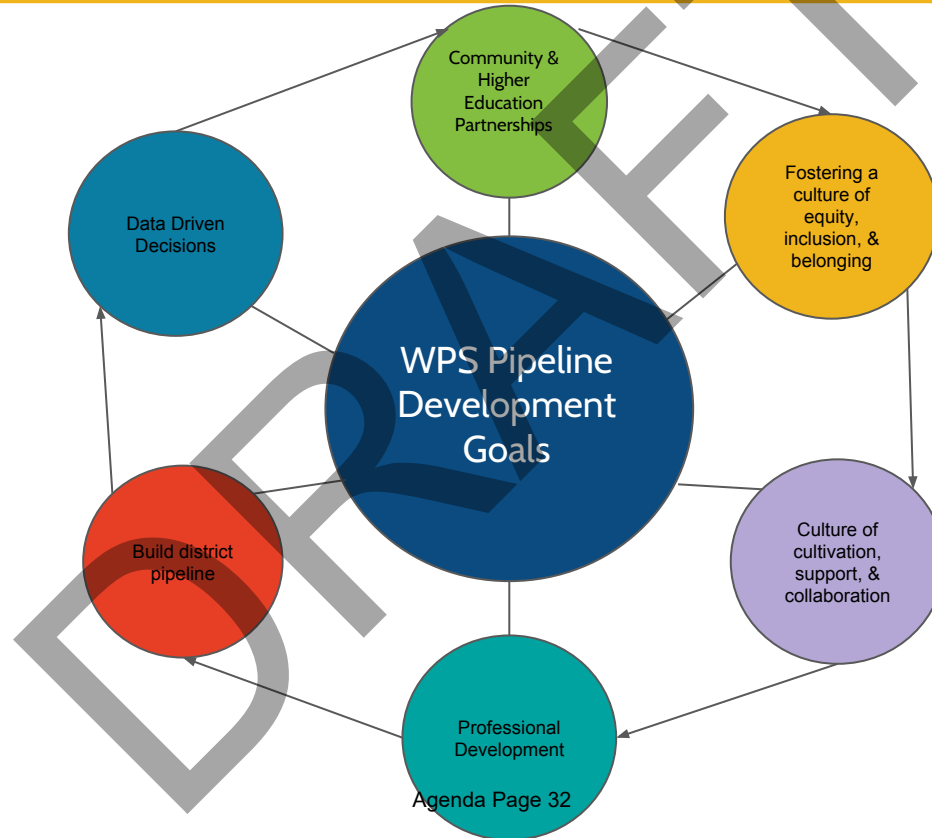 Community &
Higher
Education
Partnerships
Fostering a
culture of
equity,
inclusion, &
belonging
Data Driven
Decisions
WPS Pipeline
Development
Goals
Build district
pipeline
Culture of
cultivation,
support, &
collaboration
Professional
Development
Agenda Page 32
DRAFT